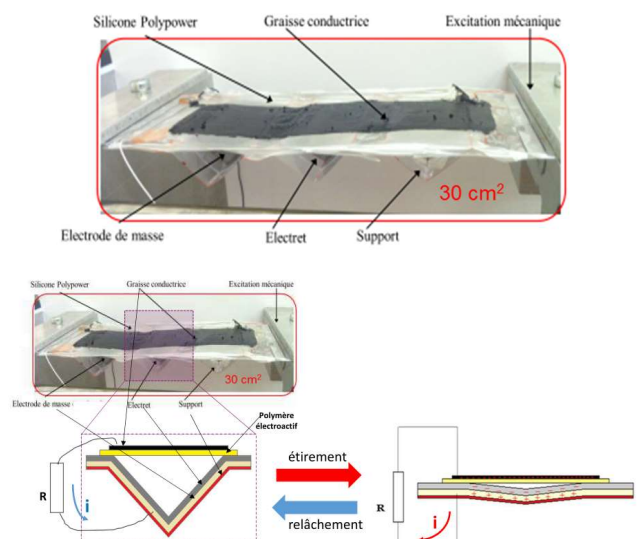 Silicone Polypower
Graisse conductrice
Excitation mécanique
30 cm²
Electrode de masse
Electret
Support
Silicone Polypower
Graisse conductrice
Excitation mécanique
30 cm²
Electrode de masse
Electret
Support
Polymère
électroactif
étirement
relâchement
R
i
R
i